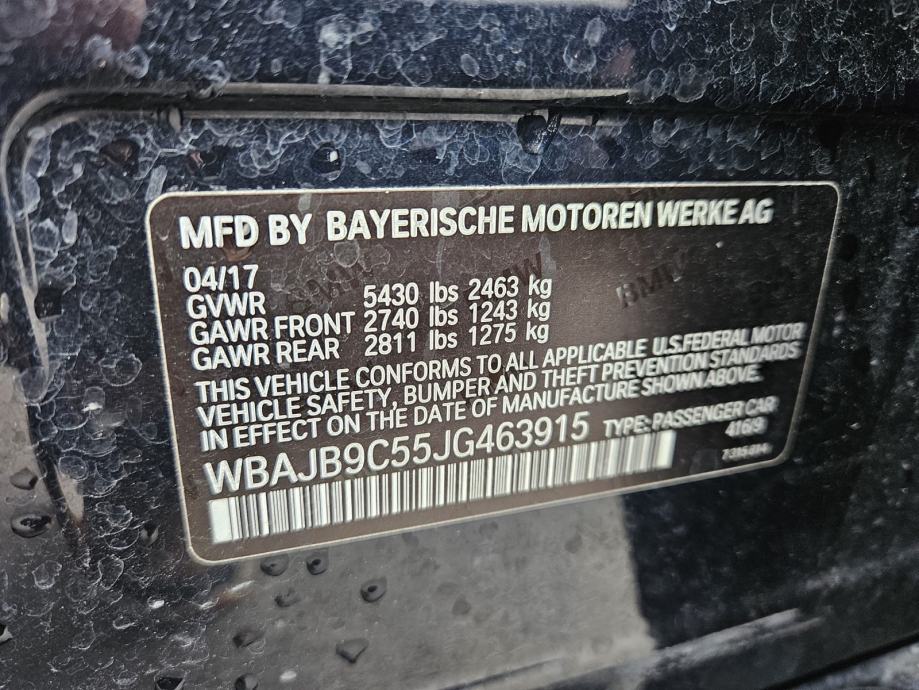 MFD BY BAYERISCHE MOTOREN WERKE AG
04/17
GVWR 5430 lbs 2463 kg
GAWR FRONT 2740 lbs 1243 kg
GAWR REAR 2811 lbs 1275 kg
THIS VEHICLE CONFORMS TO ALL APPLICABLE U.S.FEDERAL MOTOR
VEHICLE SAFETY, BUMPER AND THEFT PREVENTION STANDARDS
IN EFFECT ON THE DATE OF MANUFACTURE SHOWN ABOVE.
WBAJB9C55JG463915 TYPE: PASSENGER CAR
BMW
BMW